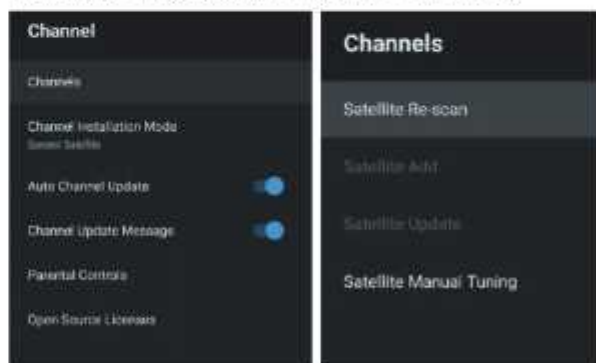 Channel
Channels
Channel Installation Mode
Auto Channel Update
Channel Update Message
Parental Controls
Open Source Licenses
Channels
Satellite Re-scan
Satellite Add
Satellite Update
Satellite Manual Tuning